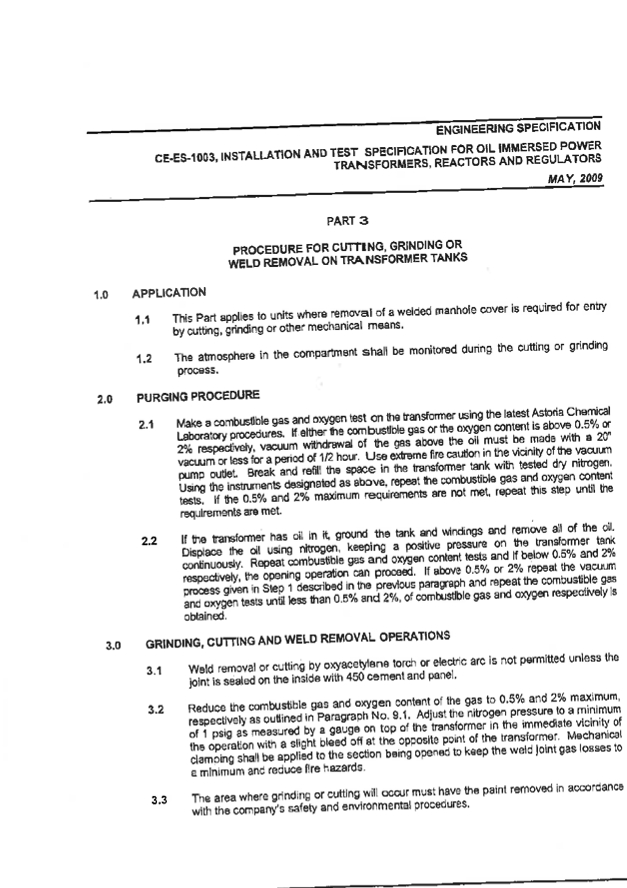 ENGINEERING SPECIFICATION
CE-ES-1003, INSTALLATION AND TEST SPECIFICATION FOR OIL IMMERSED POWER
TRANSFORMERS, REACTORS AND REGULATORS
MAY, 2009
PART 3
PROCEDURE FOR CUTTING, GRINDING OR
WELD REMOVAL ON TRANSFORMER TANKS
1.0 APPLICATION
1.1 This Part applies to units where removal of a welded manhole cover is required for entry
by cutting, grinding or other mechanical means.
1.2 The atmosphere in the compartment shall be monitored during the cutting or grinding
process.
2.0 PURGING PROCEDURE
2.1 Make a combustible gas and oxygen test on the transformer using the latest Astoria Chemical
Laboratory procedures. If either the combustible gas or the oxygen content is above 0.5% or
2% respectively, vacuum withdrawal of the gas above the oil must be made with a 20"
vacuum or less for a period of 1/2 hour. Use extreme fire caution in the vicinity of the vacuum
pump outlet. Break and refill the space in the transformer tank with tested dry nitrogen.
Using the instruments designated as above, repeat the combustible gas and oxygen content
tests. If the 0.5% and 2% maximum requirements are not met, repeat this step until the
requirements are met.
2.2 If the transformer has oil in it, ground the tank and windings and remove all of the oil.
Displace the oil using nitrogen, keeping a positive pressure on the transformer tank
continuously. Repeat combustible gas and oxygen content tests and if below 0.5% and 2%
respectively, the opening operation can proceed. If above 0.5% or 2% repeat the vacuum
process given in Step 1 described in the previous paragraph and repeat the combustible gas
and oxygen tests until less than 0.5% and 2%, of combustible gas and oxygen respectively is
obtained.
3.0 GRINDING, CUTTING AND WELD REMOVAL OPERATIONS
3.1 Weld removal or cutting by oxyacetylene torch or electric arc is not permitted unless the
joint is sealed on the inside with 450 cement and panel.
3.2 Reduce the combustible gas and oxygen content of the gas to 0.5% and 2% maximum,
respectively as outlined in Paragraph No. 9.1. Adjust the nitrogen pressure to a minimum
of 1 psig as measured by a gauge on top of the transformer in the immediate vicinity of
the operation with a slight bleed off at the opposite point of the transformer. Mechanical
clamping shall be applied to the section being opened to keep the weld joint gas losses to
a minimum and reduce fire hazards.
3.3 The area where grinding or cutting will occur must have the paint removed in accordance
with the company's safety and environmental procedures.